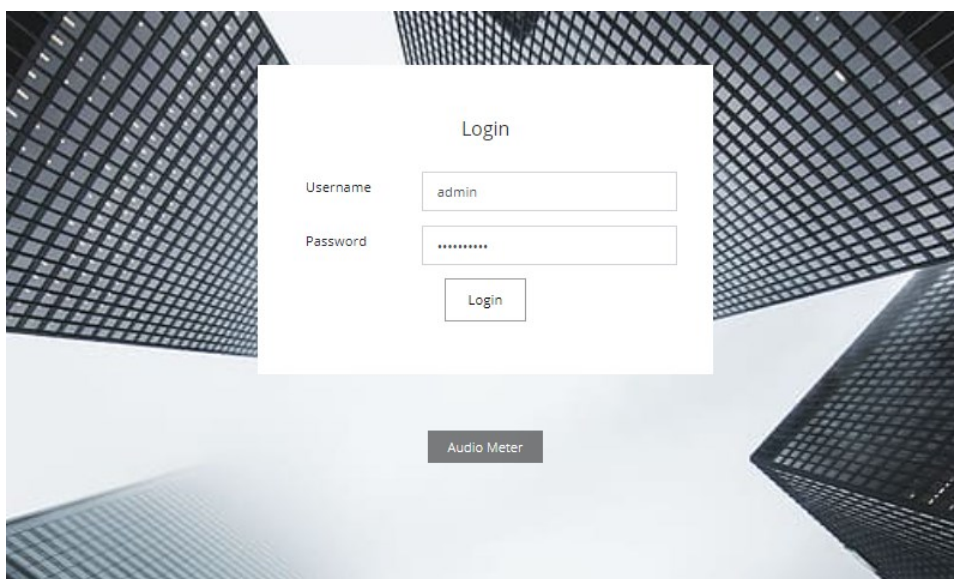 Login
Username
admin
Password
••••••••••
Login
Audio Meter